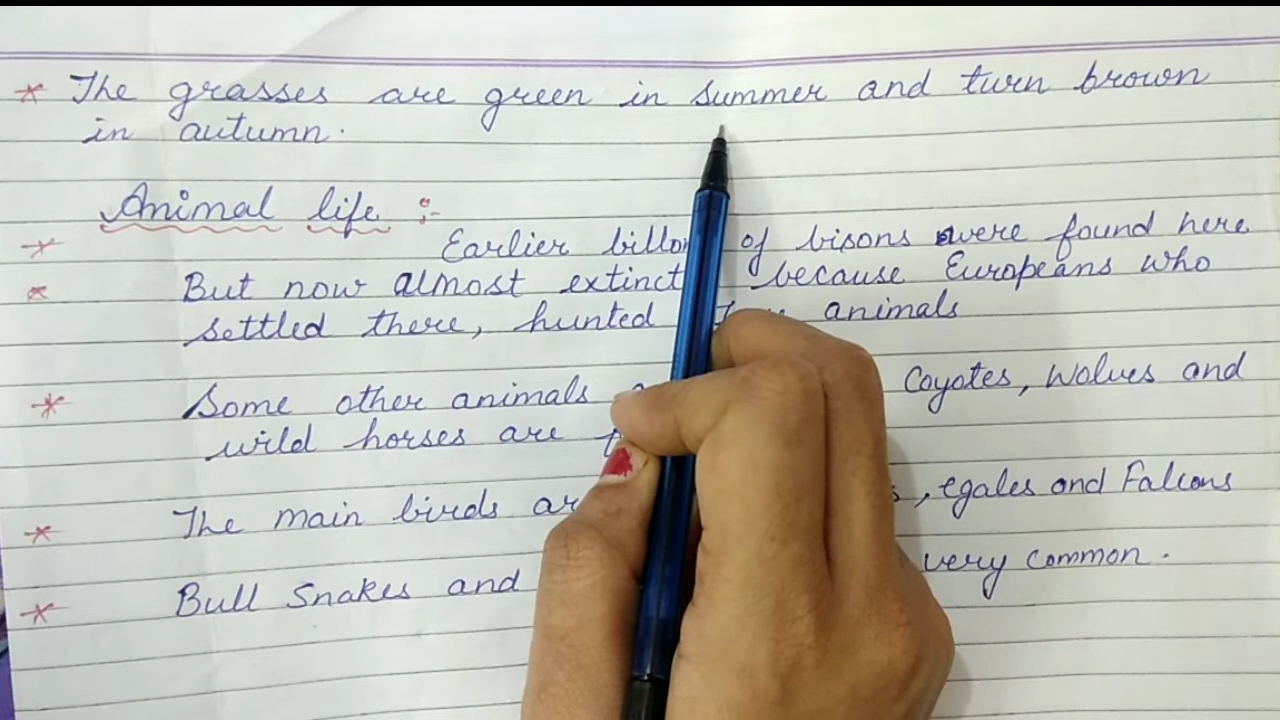 * The grasses are green in summer and turn brown
in autumn.
Animal life :-
* Earlier of bisons were found here
* But now almost extinct because Europeans who
settled there, hunted animals
* Some other animals Coyotes, wolves and
wild horses are
* The main birds , egales and Falcons
* Bull Snakes and very common.